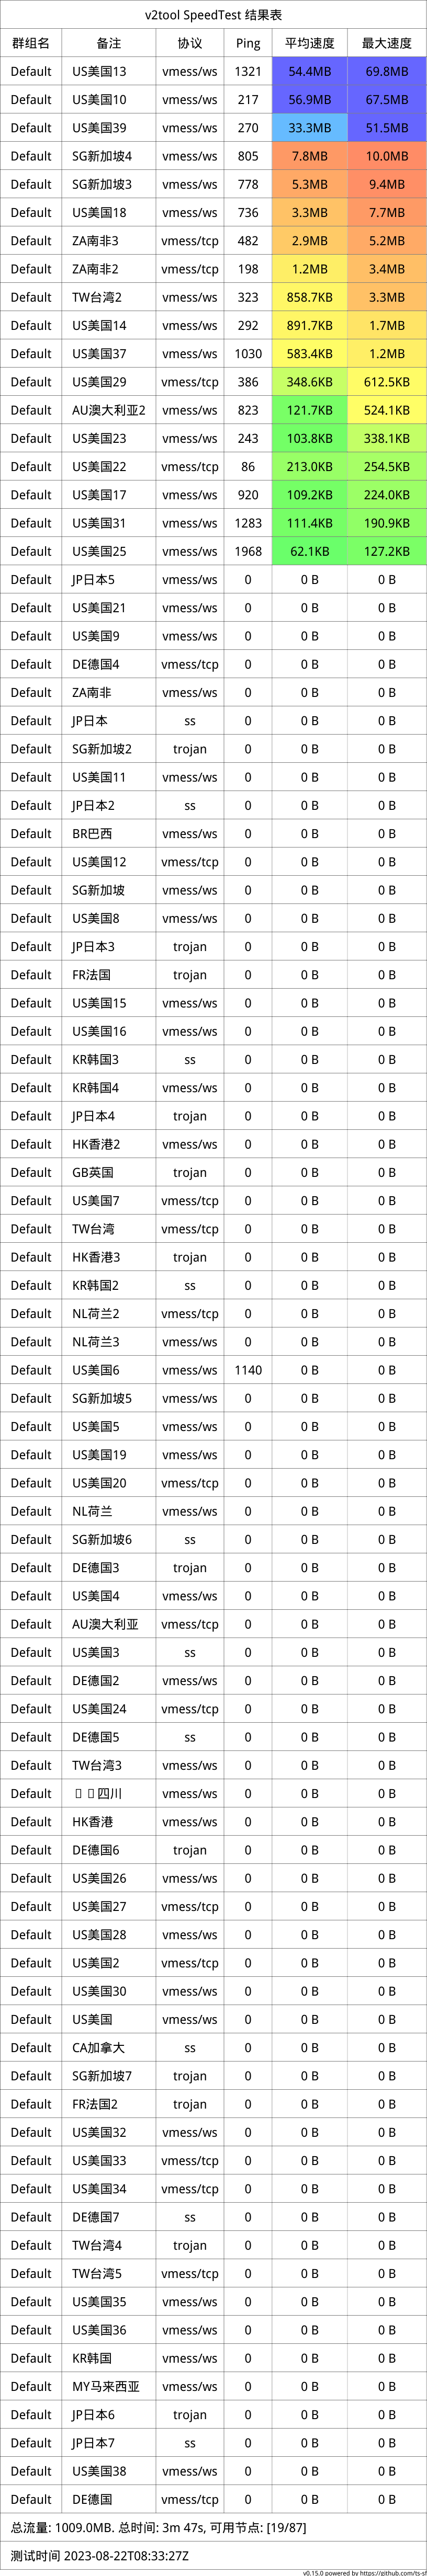 v2tool SpeedTest 结果表
群组名 备注 协议 Ping 平均速度 最大速度
Default US美国13 vmess/ws 1321 54.4MB 69.8MB
Default US美国10 vmess/ws 217 56.9MB 67.5MB
Default US美国39 vmess/ws 270 33.3MB 51.5MB
Default SG新加坡4 vmess/ws 805 7.8MB 10.0MB
Default SG新加坡3 vmess/ws 778 5.3MB 9.4MB
Default US美国18 vmess/ws 736 3.3MB 7.7MB
Default ZA南非3 vmess/tcp 482 2.9MB 5.2MB
Default ZA南非2 vmess/tcp 198 1.2MB 3.4MB
Default TW台湾2 vmess/ws 323 858.7KB 3.3MB
Default US美国14 vmess/ws 292 891.7KB 1.7MB
Default US美国37 vmess/ws 1030 583.4KB 1.2MB
Default US美国29 vmess/tcp 386 348.6KB 612.5KB
Default AU澳大利亚2 vmess/ws 823 121.7KB 524.1KB
Default US美国23 vmess/ws 243 103.8KB 338.1KB
Default US美国22 vmess/tcp 86 213.0KB 254.5KB
Default US美国17 vmess/ws 920 109.2KB 224.0KB
Default US美国31 vmess/ws 1283 111.4KB 190.9KB
Default US美国25 vmess/ws 1968 62.1KB 127.2KB
Default JP日本5 vmess/ws 0 0 B 0 B
Default US美国21 vmess/ws 0 0 B 0 B
Default US美国9 vmess/ws 0 0 B 0 B
Default DE德国4 vmess/tcp 0 0 B 0 B
Default ZA南非 vmess/ws 0 0 B 0 B
Default JP日本 ss 0 0 B 0 B
Default SG新加坡2 trojan 0 0 B 0 B
Default US美国11 vmess/ws 0 0 B 0 B
Default JP日本2 ss 0 0 B 0 B
Default BR巴西 vmess/ws 0 0 B 0 B
Default US美国12 vmess/tcp 0 0 B 0 B
Default SG新加坡 vmess/ws 0 0 B 0 B
Default US美国8 vmess/ws 0 0 B 0 B
Default JP日本3 trojan 0 0 B 0 B
Default FR法国 trojan 0 0 B 0 B
Default US美国15 vmess/ws 0 0 B 0 B
Default US美国16 vmess/ws 0 0 B 0 B
Default KR韩国3 ss 0 0 B 0 B
Default KR韩国4 vmess/ws 0 0 B 0 B
Default JP日本4 trojan 0 0 B 0 B
Default HK香港2 vmess/ws 0 0 B 0 B
Default GB英国 trojan 0 0 B 0 B
Default US美国7 vmess/tcp 0 0 B 0 B
Default TW台湾 vmess/tcp 0 0 B 0 B
Default HK香港3 trojan 0 0 B 0 B
Default KR韩国2 ss 0 0 B 0 B
Default NL荷兰2 vmess/tcp 0 0 B 0 B
Default NL荷兰3 vmess/ws 0 0 B 0 B
Default US美国6 vmess/ws 1140 0 B 0 B
Default SG新加坡5 vmess/ws 0 0 B 0 B
Default US美国5 vmess/ws 0 0 B 0 B
Default US美国19 vmess/ws 0 0 B 0 B
Default US美国20 vmess/tcp 0 0 B 0 B
Default NL荷兰 vmess/ws 0 0 B 0 B
Default SG新加坡6 ss 0 0 B 0 B
Default DE德国3 trojan 0 0 B 0 B
Default US美国4 vmess/ws 0 0 B 0 B
Default AU澳大利亚 vmess/tcp 0 0 B 0 B
Default US美国3 ss 0 0 B 0 B
Default DE德国2 vmess/ws 0 0 B 0 B
Default US美国24 vmess/tcp 0 0 B 0 B
Default DE德国5 ss 0 0 B 0 B
Default TW台湾3 vmess/ws 0 0 B 0 B
Default 四川 vmess/ws 0 0 B 0 B
Default HK香港 vmess/ws 0 0 B 0 B
Default DE德国6 trojan 0 0 B 0 B
Default US美国26 vmess/ws 0 0 B 0 B
Default US美国27 vmess/tcp 0 0 B 0 B
Default US美国28 vmess/ws 0 0 B 0 B
Default US美国2 vmess/tcp 0 0 B 0 B
Default US美国30 vmess/ws 0 0 B 0 B
Default US美国 vmess/ws 0 0 B 0 B
Default CA加拿大 ss 0 0 B 0 B
Default SG新加坡7 trojan 0 0 B 0 B
Default FR法国2 trojan 0 0 B 0 B
Default US美国32 vmess/ws 0 0 B 0 B
Default US美国33 vmess/tcp 0 0 B 0 B
Default US美国34 vmess/tcp 0 0 B 0 B
Default DE德国7 ss 0 0 B 0 B
Default TW台湾4 trojan 0 0 B 0 B
Default TW台湾5 vmess/tcp 0 0 B 0 B
Default US美国35 vmess/ws 0 0 B 0 B
Default US美国36 vmess/ws 0 0 B 0 B
Default KR韩国 vmess/ws 0 0 B 0 B
Default MY马来西亚 vmess/ws 0 0 B 0 B
Default JP日本6 trojan 0 0 B 0 B
Default JP日本7 ss 0 0 B 0 B
Default US美国38 vmess/ws 0 0 B 0 B
Default DE德国 vmess/tcp 0 0 B 0 B
总流量: 1009.0MB. 总时间: 3m 47s, 可用节点: [19/87]
测试时间 2023-08-22T08:33:27Z
v0.15.0 powered by https://github.com/ts-sf